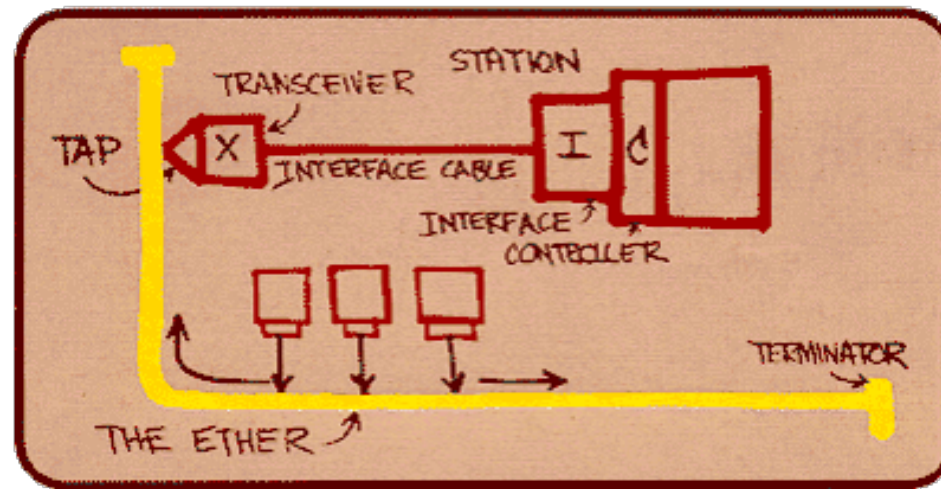 STATION
TRANSCEIVER
TAP
X
I
C
INTERFACE CABLE
INTERFACE
CONTROLLER
TERMINATOR
THE ETHER